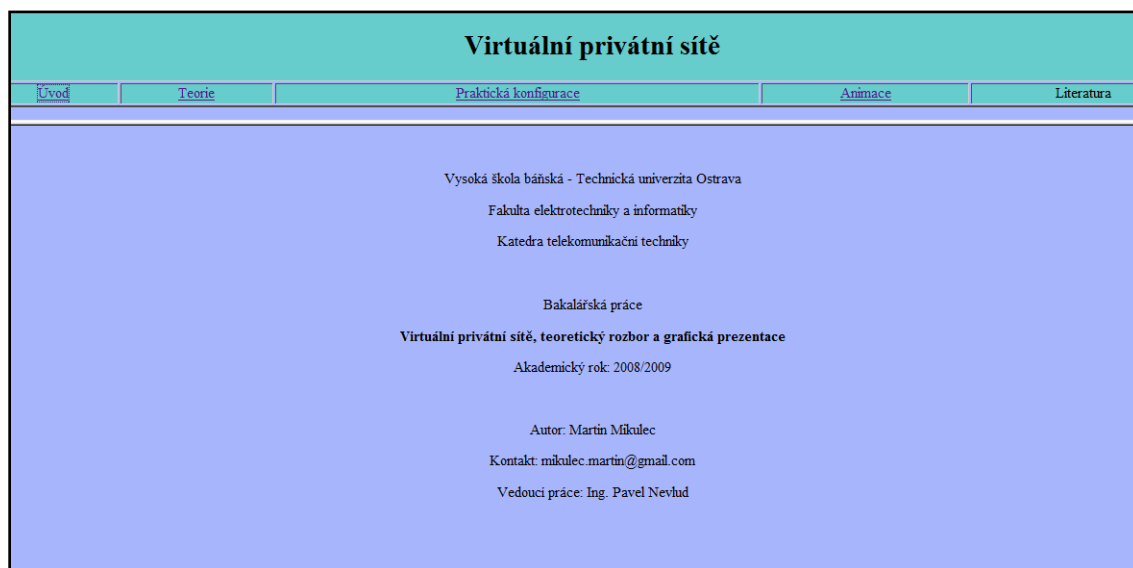 Virtuální privátní sítě
Úvod Teorie Praktická konfigurace Animace Literatura
Vysoká škola báňská - Technická univerzita Ostrava
Fakulta elektrotechniky a informatiky
Katedra telekomunikační techniky
Bakalářská práce
Virtuální privátní sítě, teoretický rozbor a grafická prezentace
Akademický rok: 2008/2009
Autor: Martin Mikulec
Kontakt: mikulec.martin@gmail.com
Vedoucí práce: Ing. Pavel Nevlud